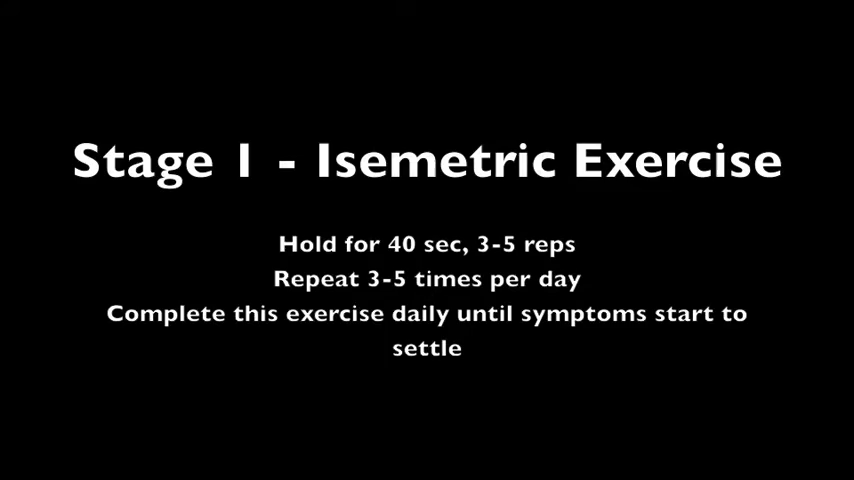 Stage 1 - Isemetric Exercise
Hold for 40 sec, 3-5 reps
Repeat 3-5 times per day
Complete this exercise daily until symptoms start to
settle